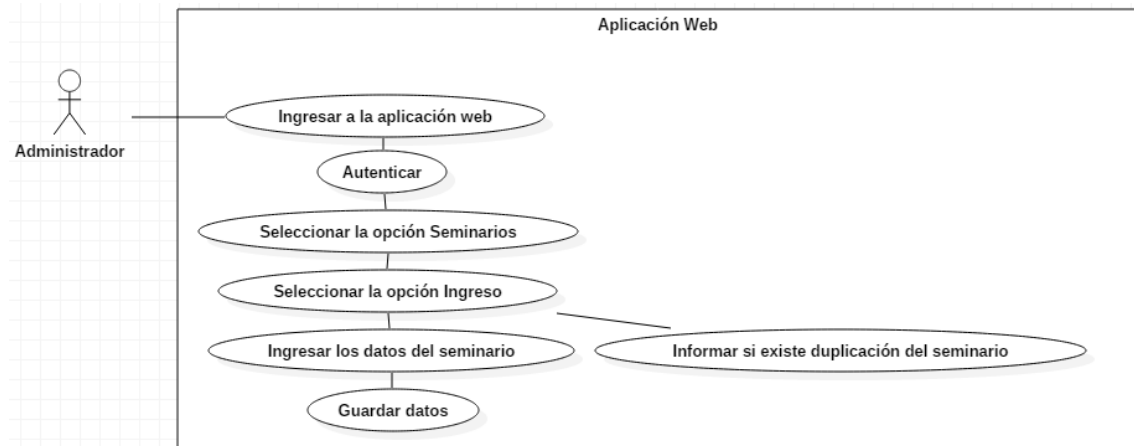 Aplicación Web
Administrador
Ingresar a la aplicación web
Autenticar
Seleccionar la opción Seminarios
Seleccionar la opción Ingreso
Ingresar los datos del seminario
Informar si existe duplicación del seminario
Guardar datos